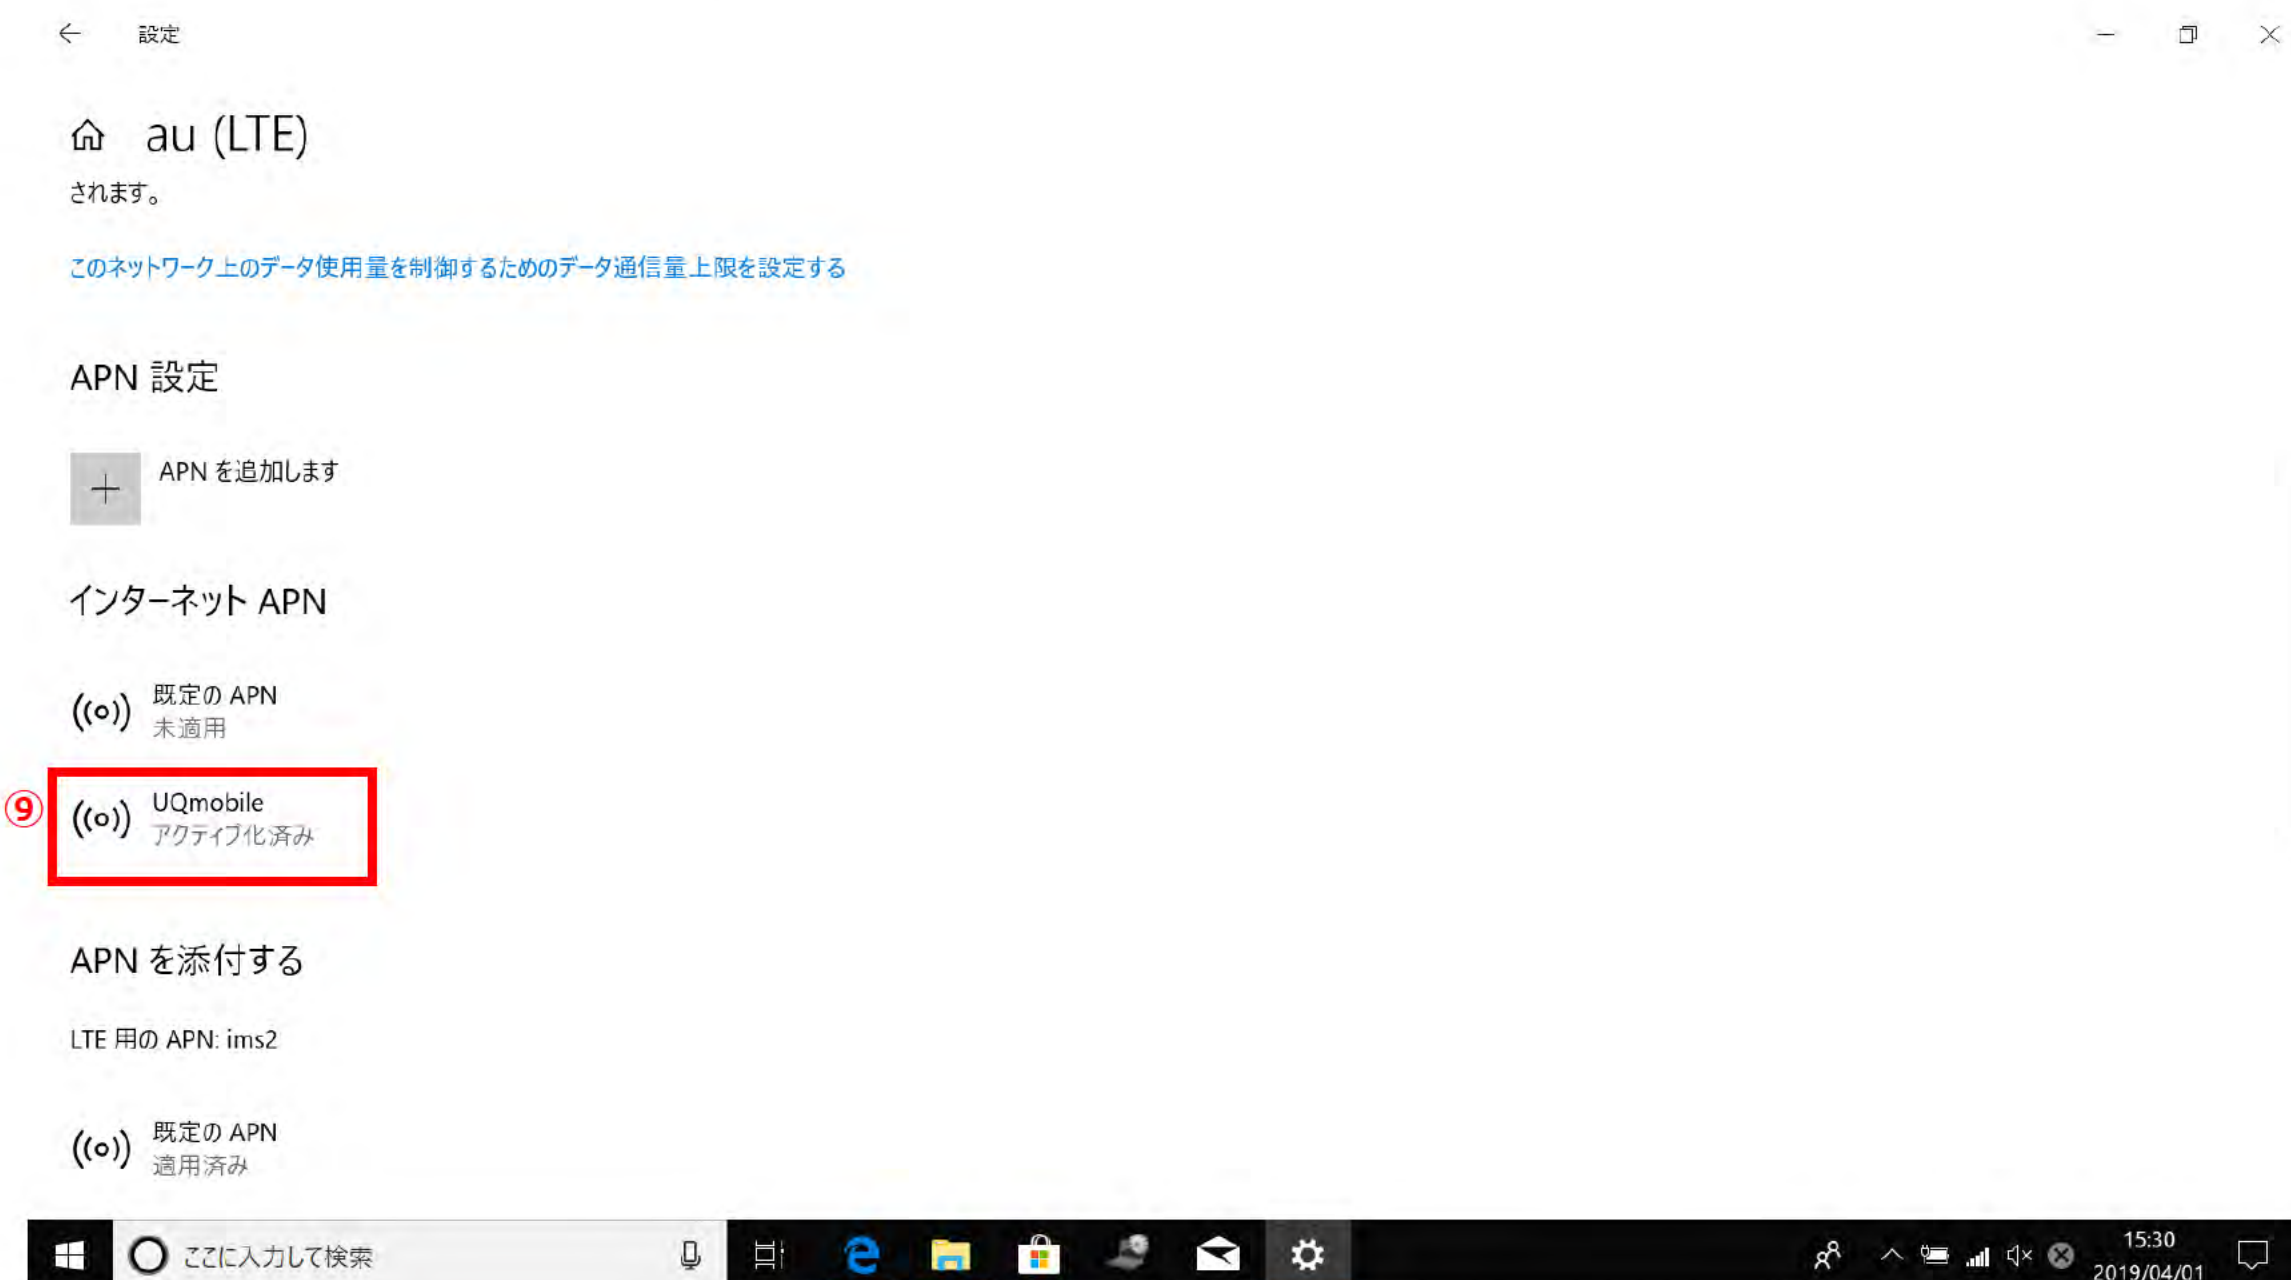 設定
au (LTE)
されます。
このネットワーク上のデータ使用量を制御するためのデータ通信量上限を設定する
APN 設定
APN を追加します
インターネット APN
既定の APN
未適用
⑨
UQmobile
アクティブ化済み
APN を添付する
LTE 用の APN: ims2
既定の APN
適用済み
ここに入力して検索
15:30
2019/04/01